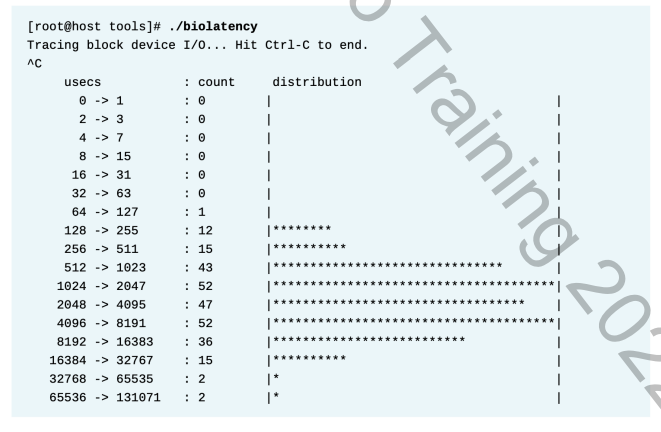 [root@host tools]# ./biolatency
Tracing block device I/O... Hit Ctrl-C to end.
^C
     usecs               : count     distribution
       0 -> 1            : 0        |                                        |
       2 -> 3            : 0        |                                        |
       4 -> 7            : 0        |                                        |
       8 -> 15           : 0        |                                        |
      16 -> 31           : 0        |                                        |
      32 -> 63           : 0        |                                        |
      64 -> 127          : 1        |                                        |
     128 -> 255          : 12       |********                                |
     256 -> 511          : 15       |**********                              |
     512 -> 1023         : 43       |********************************        |
    1024 -> 2047         : 52       |***************************************|
    2048 -> 4095         : 47       |***********************************     |
    4096 -> 8191         : 52       |***************************************|
    8192 -> 16383        : 36       |***************************             |
   16384 -> 32767        : 15       |**********                              |
   32768 -> 65535        : 2        |*                                       |
   65536 -> 131071       : 2        |*                                       |
Training